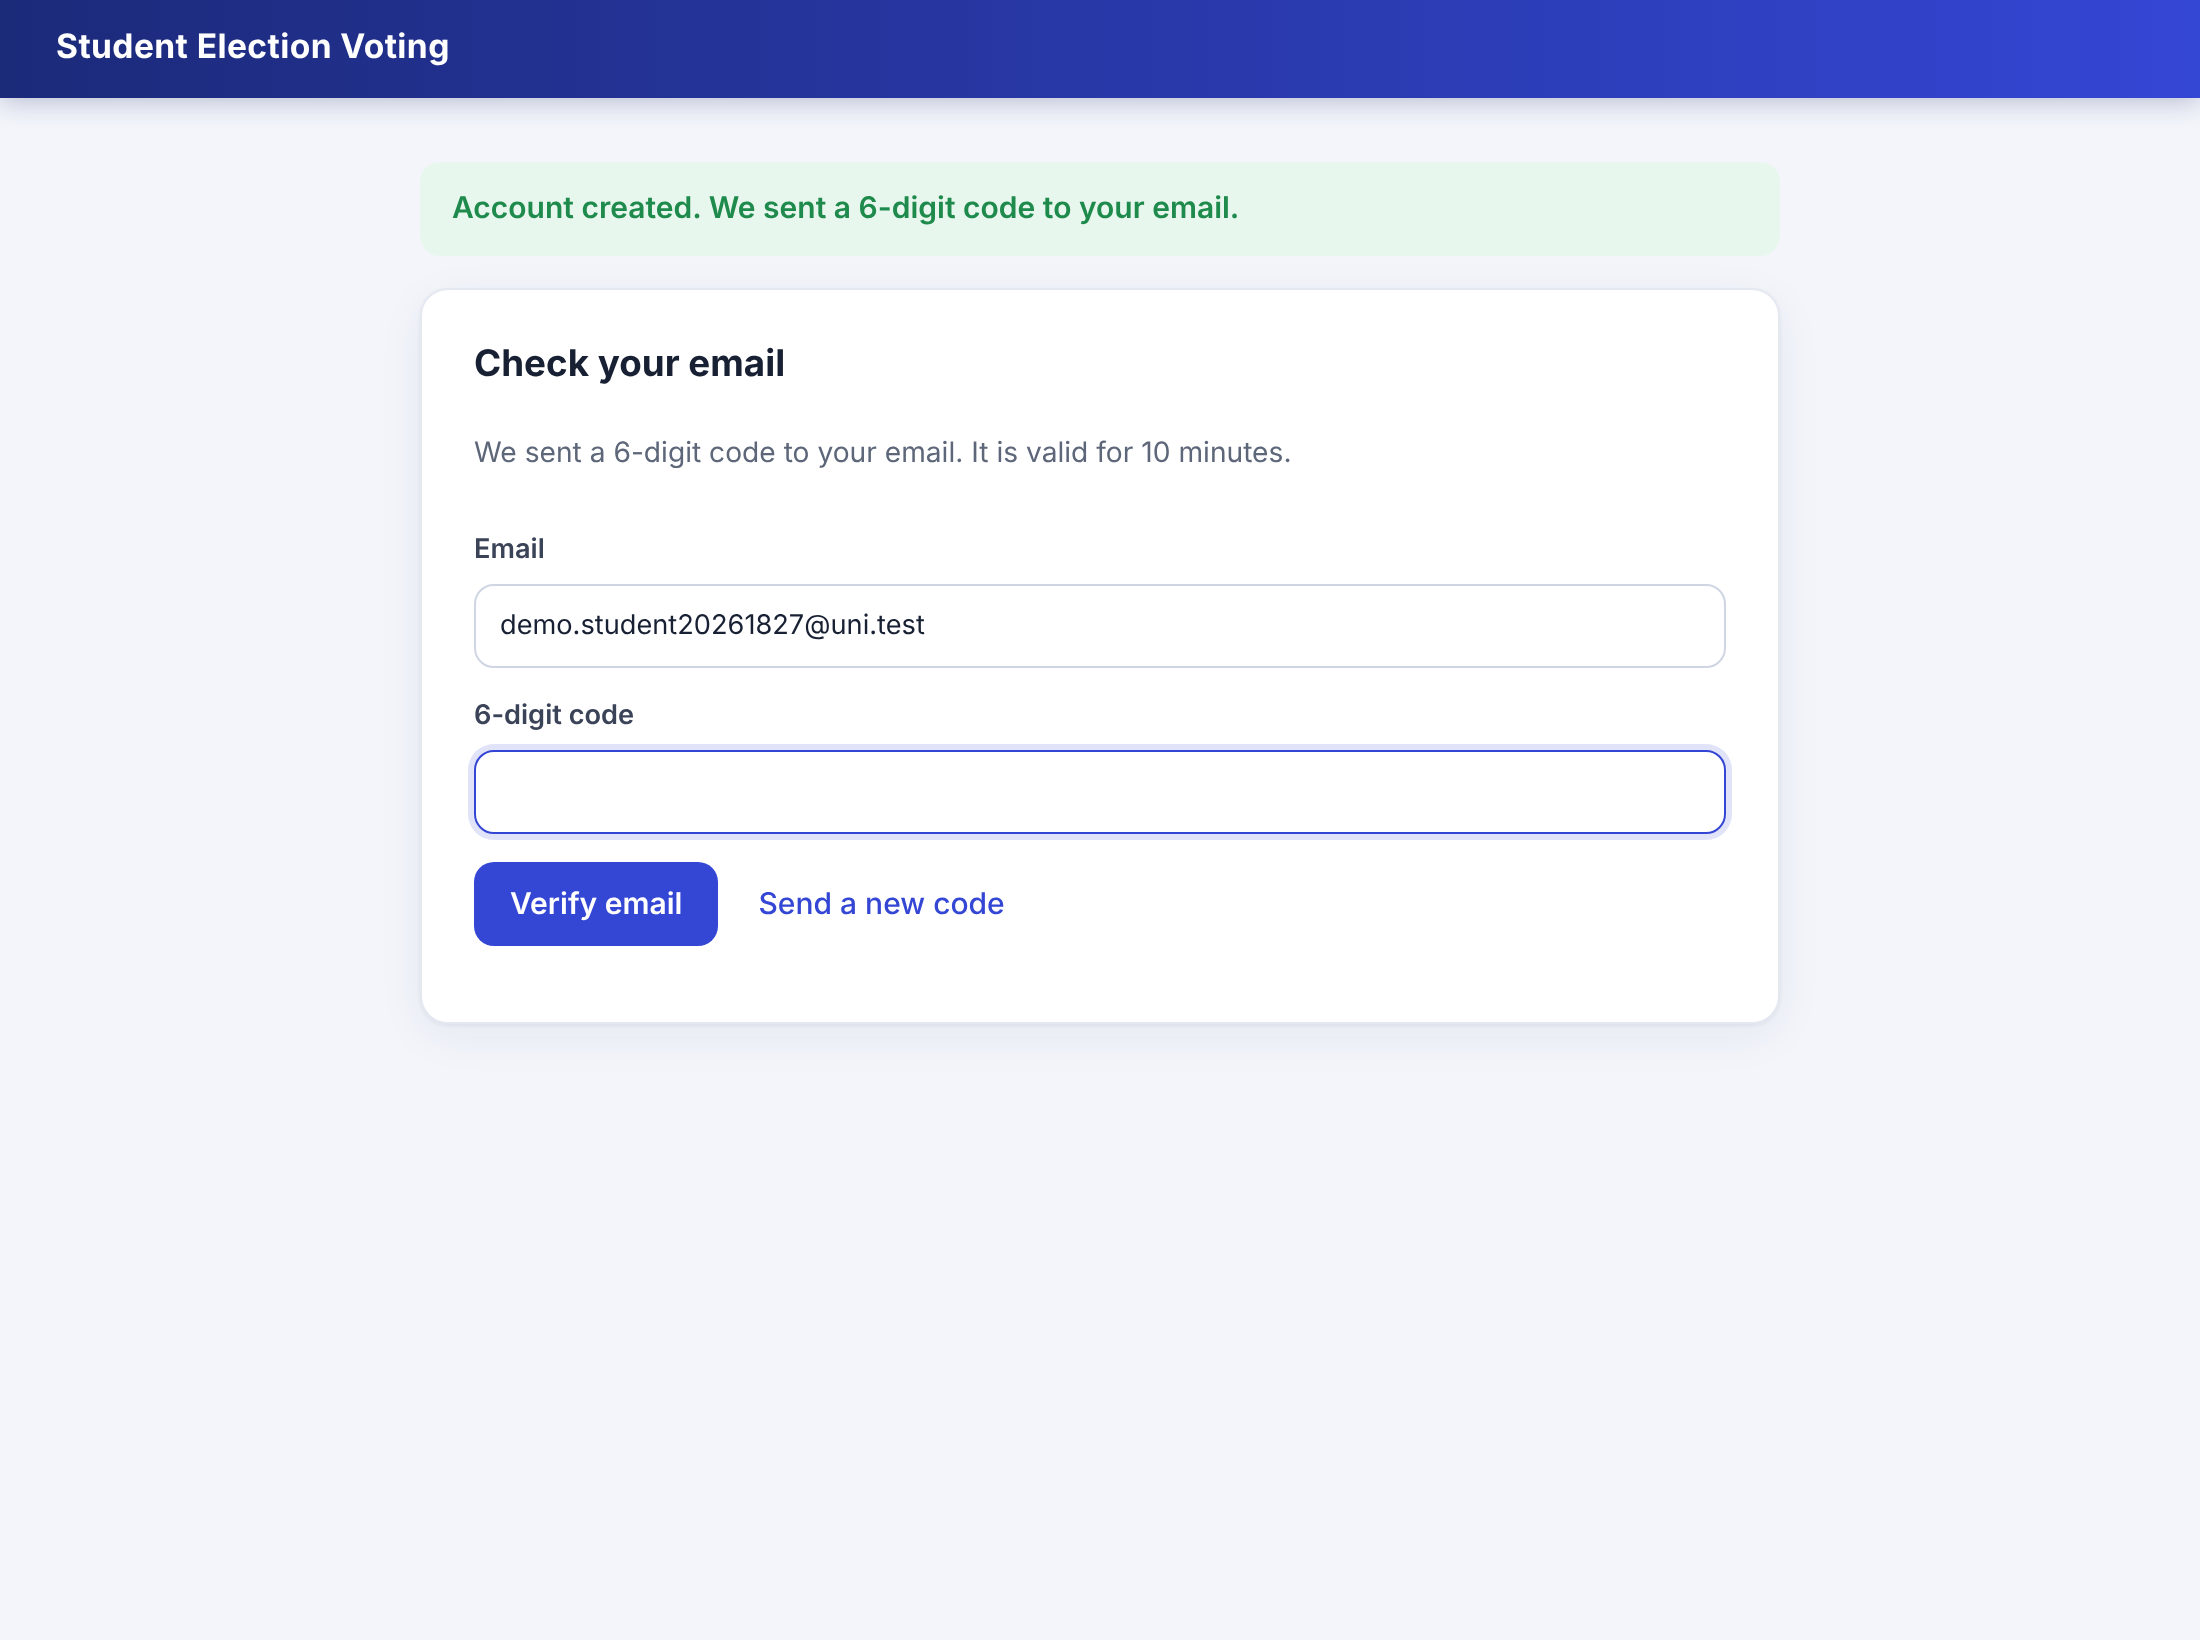 Student Election Voting
Account created. We sent a 6-digit code to your email.
Check your email
We sent a 6-digit code to your email. It is valid for 10 minutes.
Email
demo.student20261827@uni.test
6-digit code
Verify email
Send a new code